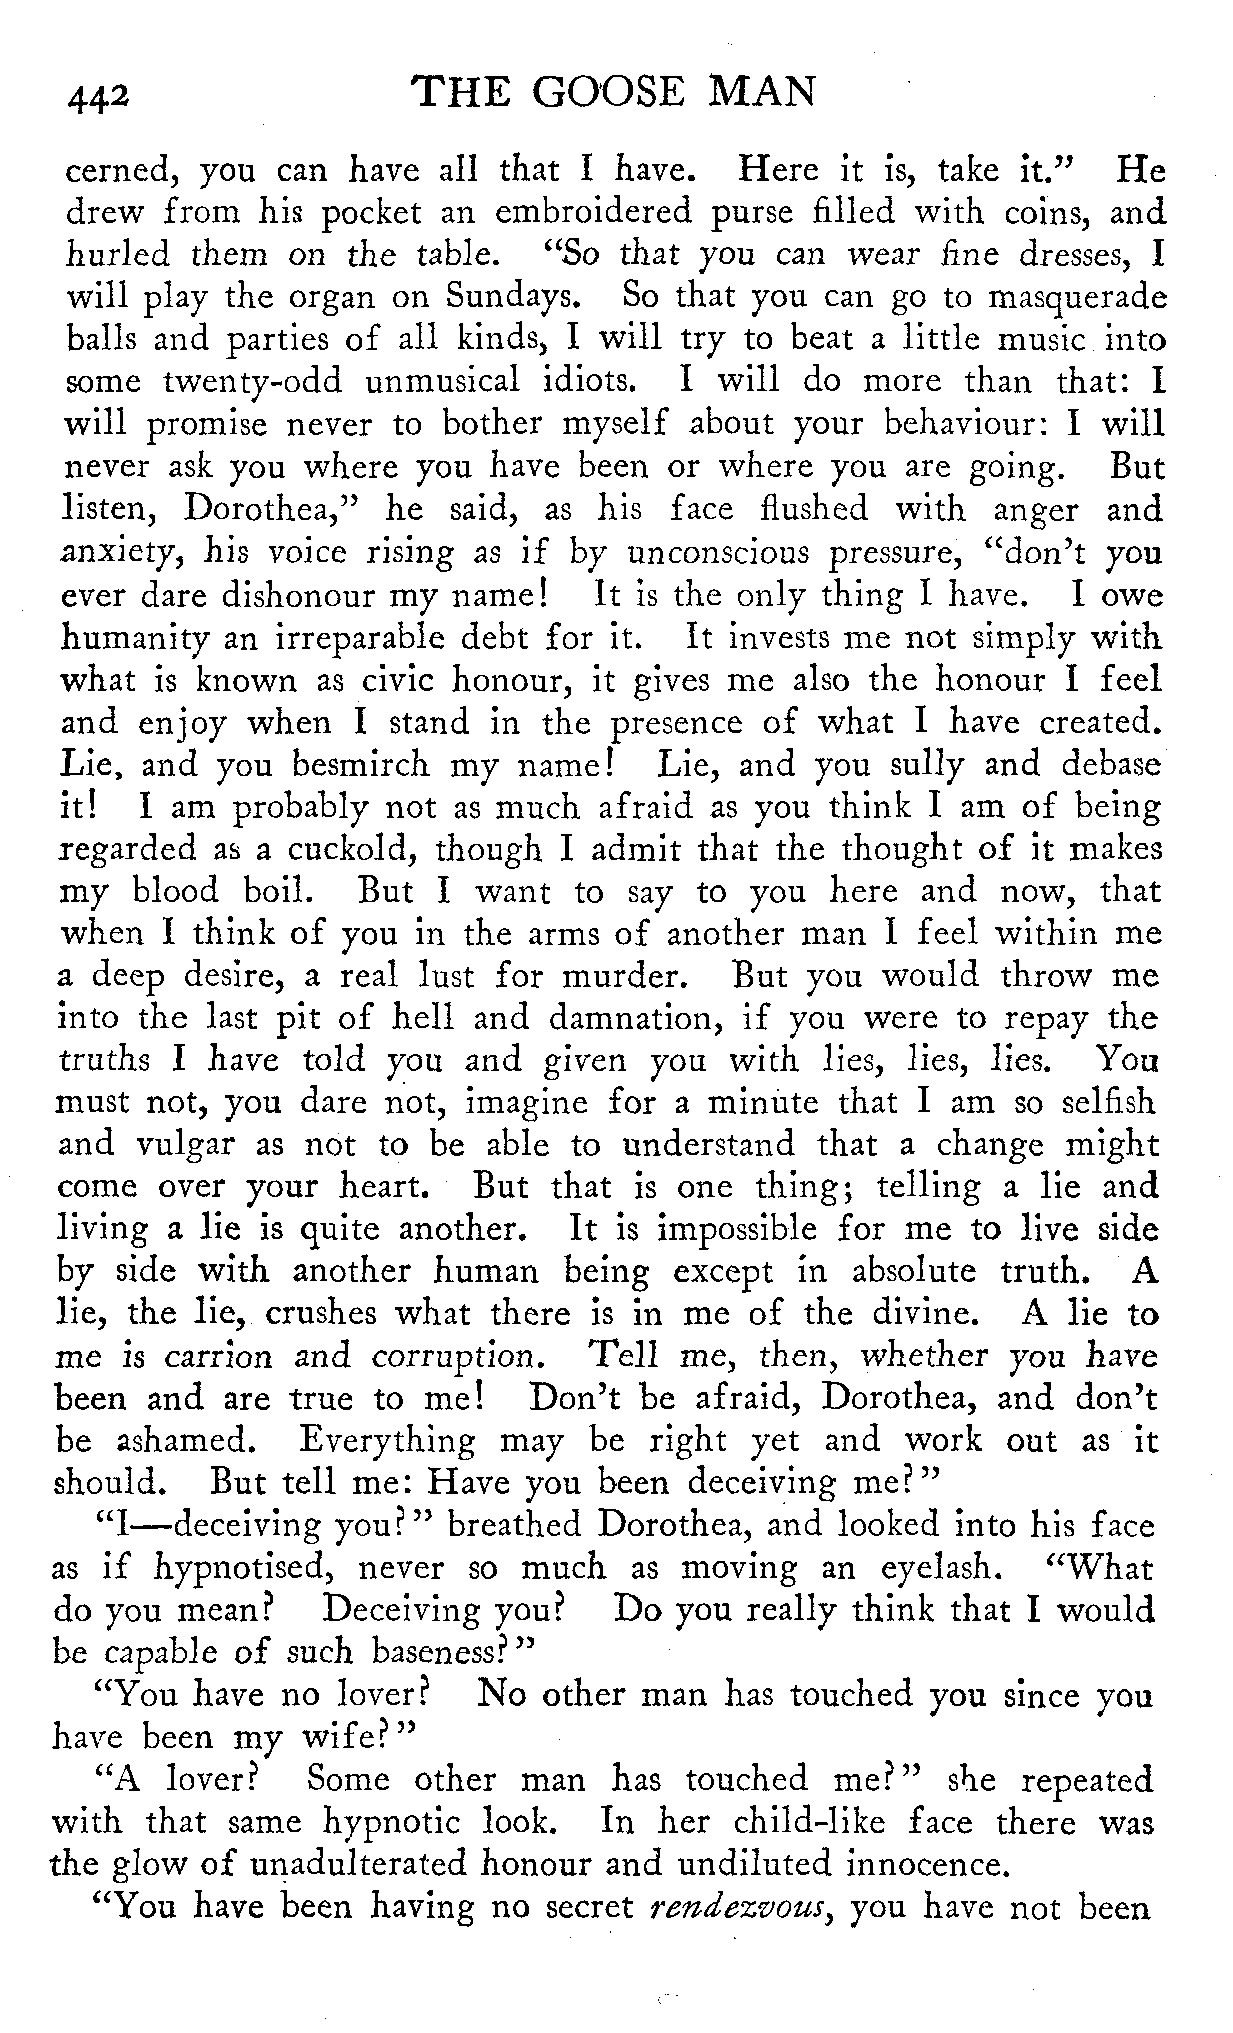 442 THE GOOSE MAN
cerned, you can have all that I have. Here it is, take it.” He
drew from his pocket an embroidered purse filled with coins, and
hurled them on the table. “So that you can wear fine dresses, I
will play the organ on Sundays. So that you can go to masquerade
balls and parties of all kinds, I will try to beat a little music into
some twenty-odd unmusical idiots. I will do more than that: I
will promise never to bother myself about your behaviour: I will
never ask you where you have been or where you are going. But
listen, Dorothea,” he said, as his face flushed with anger and
anxiety, his voice rising as if by unconscious pressure, “don’t you
ever dare dishonour my name! It is the only thing I have. I owe
humanity an irreparable debt for it. It invests me not simply with
what is known as civic honour, it gives me also the honour I feel
and enjoy when I stand in the presence of what I have created.
Lie, and you besmirch my name! Lie, and you sully and debase
it! I am probably not as much afraid as you think I am of being
regarded as a cuckold, though I admit that the thought of it makes
my blood boil. But I want to say to you here and now, that
when I think of you in the arms of another man I feel within me
a deep desire, a real lust for murder. But you would throw me
into the last pit of hell and damnation, if you were to repay the
truths I have told you and given you with lies, lies, lies. You
must not, you dare not, imagine for a minute that I am so selfish
and vulgar as not to be able to understand that a change might
come over your heart. But that is one thing; telling a lie and
living a lie is quite another. It is impossible for me to live side
by side with another human being except in absolute truth. A
lie, the lie, crushes what there is in me of the divine. A lie to
me is carrion and corruption. Tell me, then, whether you have
been and are true to me! Don’t be afraid, Dorothea, and don’t
be ashamed. Everything may be right yet and work out as it
should. But tell me: Have you been deceiving me?”
“I—deceiving you?” breathed Dorothea, and looked into his face
as if hypnotised, never so much as moving an eyelash. “What
do you mean? Deceiving you? Do you really think that I would
be capable of such baseness?”
“You have no lover? No other man has touched you since you
have been my wife?”
“A lover? Some other man has touched me?” she repeated
with that same hypnotic look. In her child-like face there was
the glow of unadulterated honour and undiluted innocence.
“You have been having no secret rendezvous, you have not been